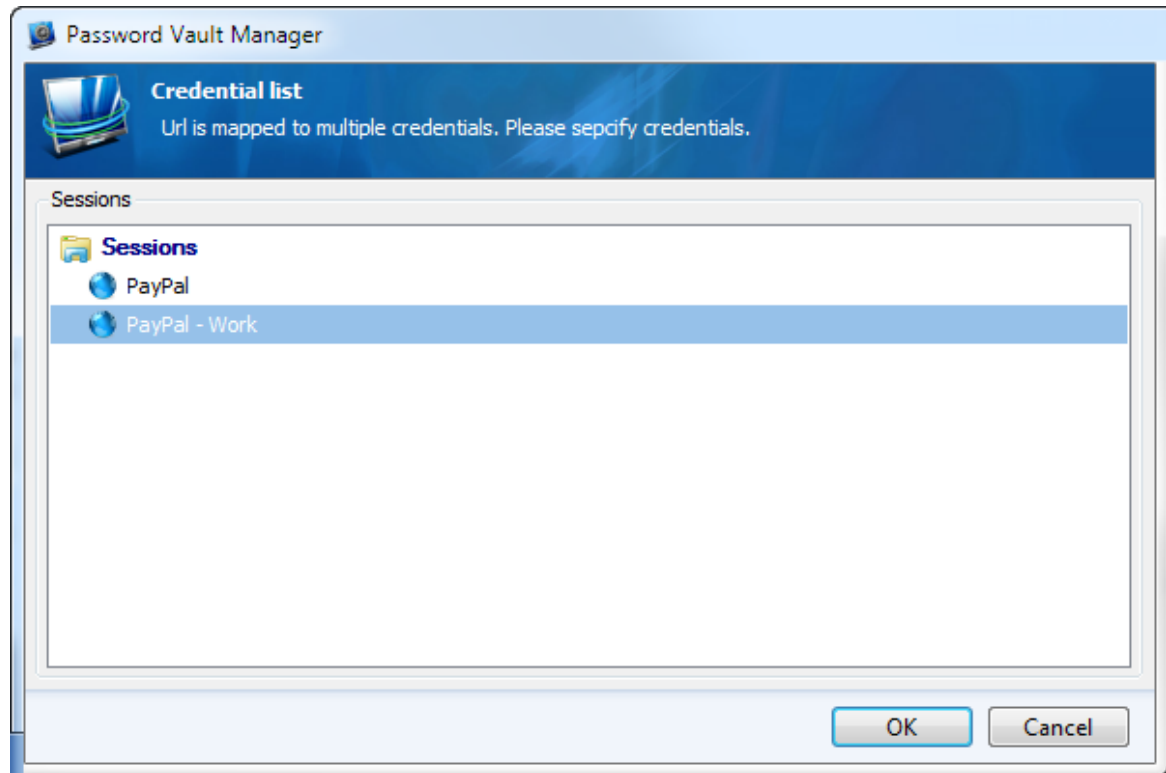 Password Vault Manager
Credential list
Url is mapped to multiple credentials. Please sepcify credentials.
Sessions
Sessions
PayPal
PayPal - Work
OK
Cancel